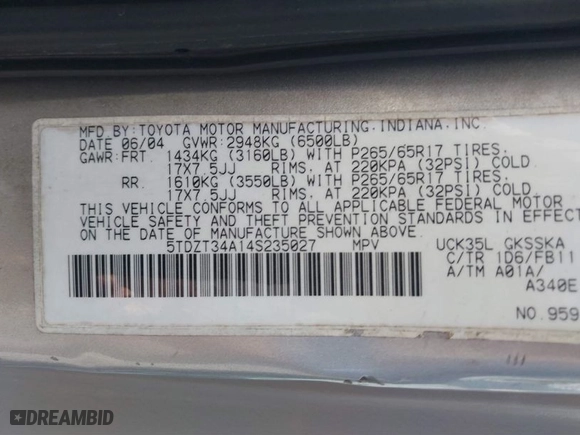 MFD.BY:TOYOTA MOTOR MANUFACTURING.INDIANA.INC.
DATE 06/04 GVWR:2948KG (6500LB)
GAWR:FRT. 1434KG (3160LB) WITH P265/65R17 TIRES.
17X7.5JJ RIMS. AT 220KPA (32PSI) COLD
RR. 1610KG (3550LB) WITH P265/65R17 TIRES.
17X7.5JJ RIMS. AT 220KPA (32PSI) COLD
THIS VEHICLE CONFORMS TO ALL APPLICABLE FEDERAL MOTOR
VEHICLE SAFETY AND THEFT PREVENTION STANDARDS IN EFFECT
DATE OF MANUFACTURE SHOWN ABOVE.
5TDZT34A14S235027 MPV UCK35L GKSSKA
C/TR 1D6/FB11
A/TM A01A/
A340E
NO.959
DREAMBID